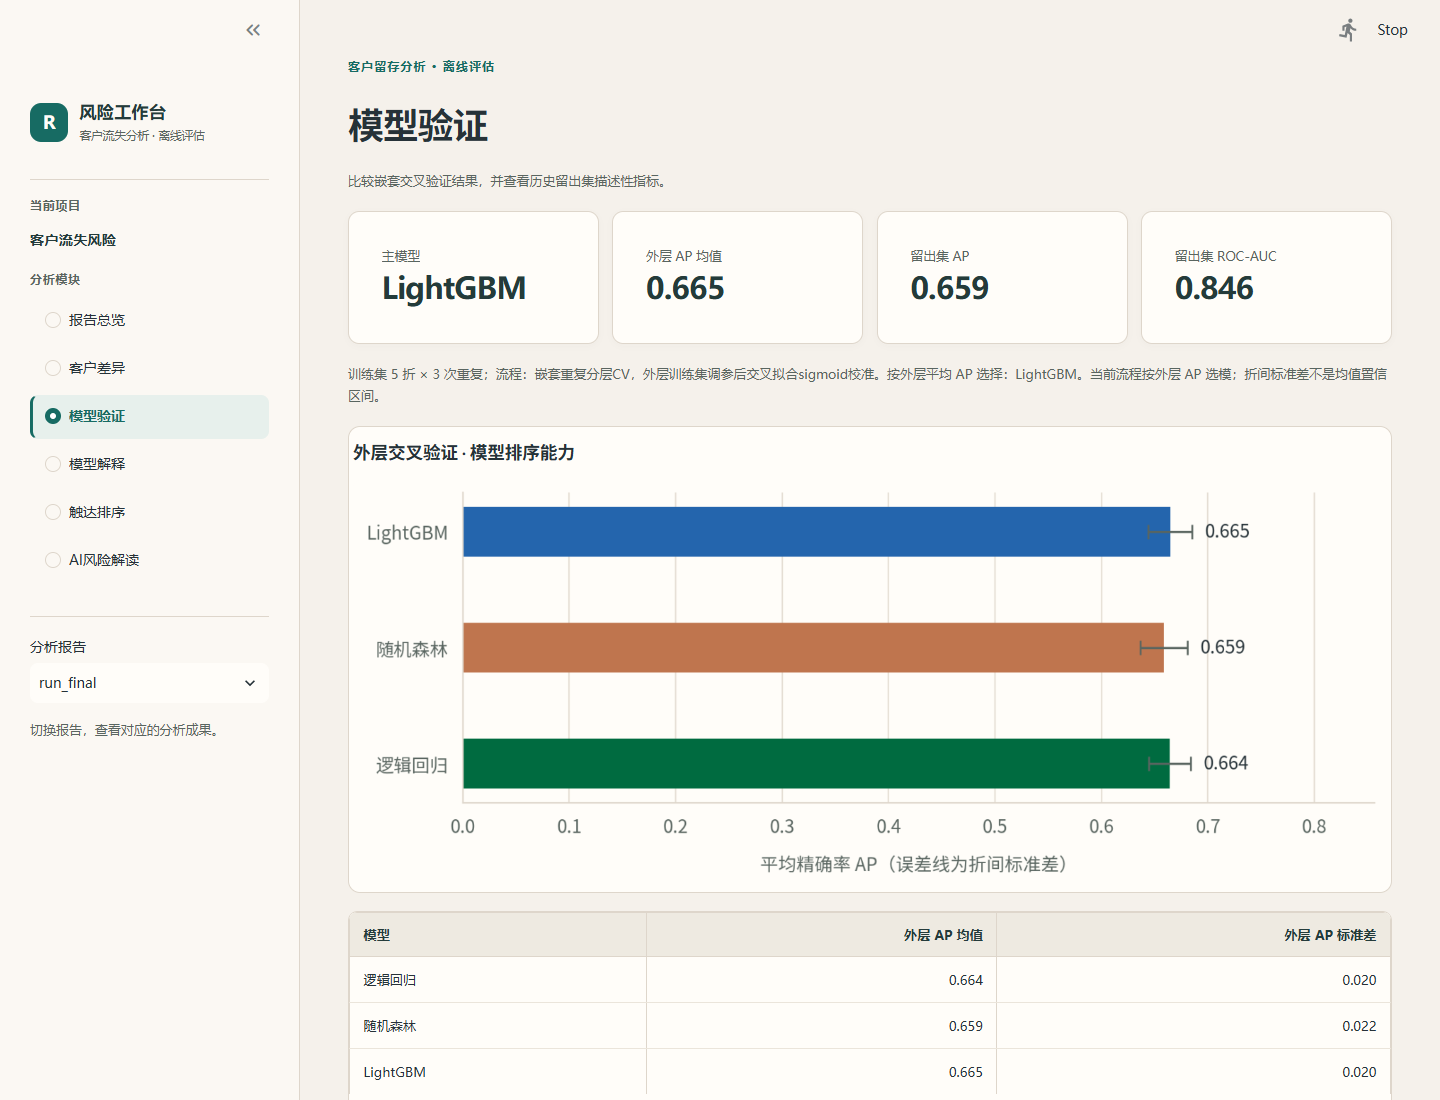 Stop
R
风险工作台
客户流失分析 · 离线评估
当前项目
客户流失风险
分析模块
报告总览
客户差异
模型验证
模型解释
触达排序
AI风险解读
分析报告
run_final
切换报告，查看对应的分析成果。
客户留存分析 • 离线评估
模型验证
比较嵌套交叉验证结果，并查看历史留出集描述性指标。
主模型
LightGBM
外层 AP 均值
0.665
留出集 AP
0.659
留出集 ROC-AUC
0.846
训练集 5 折 × 3 次重复；流程：嵌套重复分层CV，外层训练集调参后交叉拟合sigmoid校准。按外层平均 AP 选择：LightGBM。当前流程按外层 AP 选模；折间标准差不是均值置信
区间。
外层交叉验证 · 模型排序能力
LightGBM
0.665
随机森林
0.659
逻辑回归
0.664
0.0 0.1 0.2 0.3 0.4 0.5 0.6 0.7 0.8
平均精确率 AP（误差线为折间标准差）
模型 外层 AP 均值 外层 AP 标准差
逻辑回归 0.664 0.020
随机森林 0.659 0.022
LightGBM 0.665 0.020